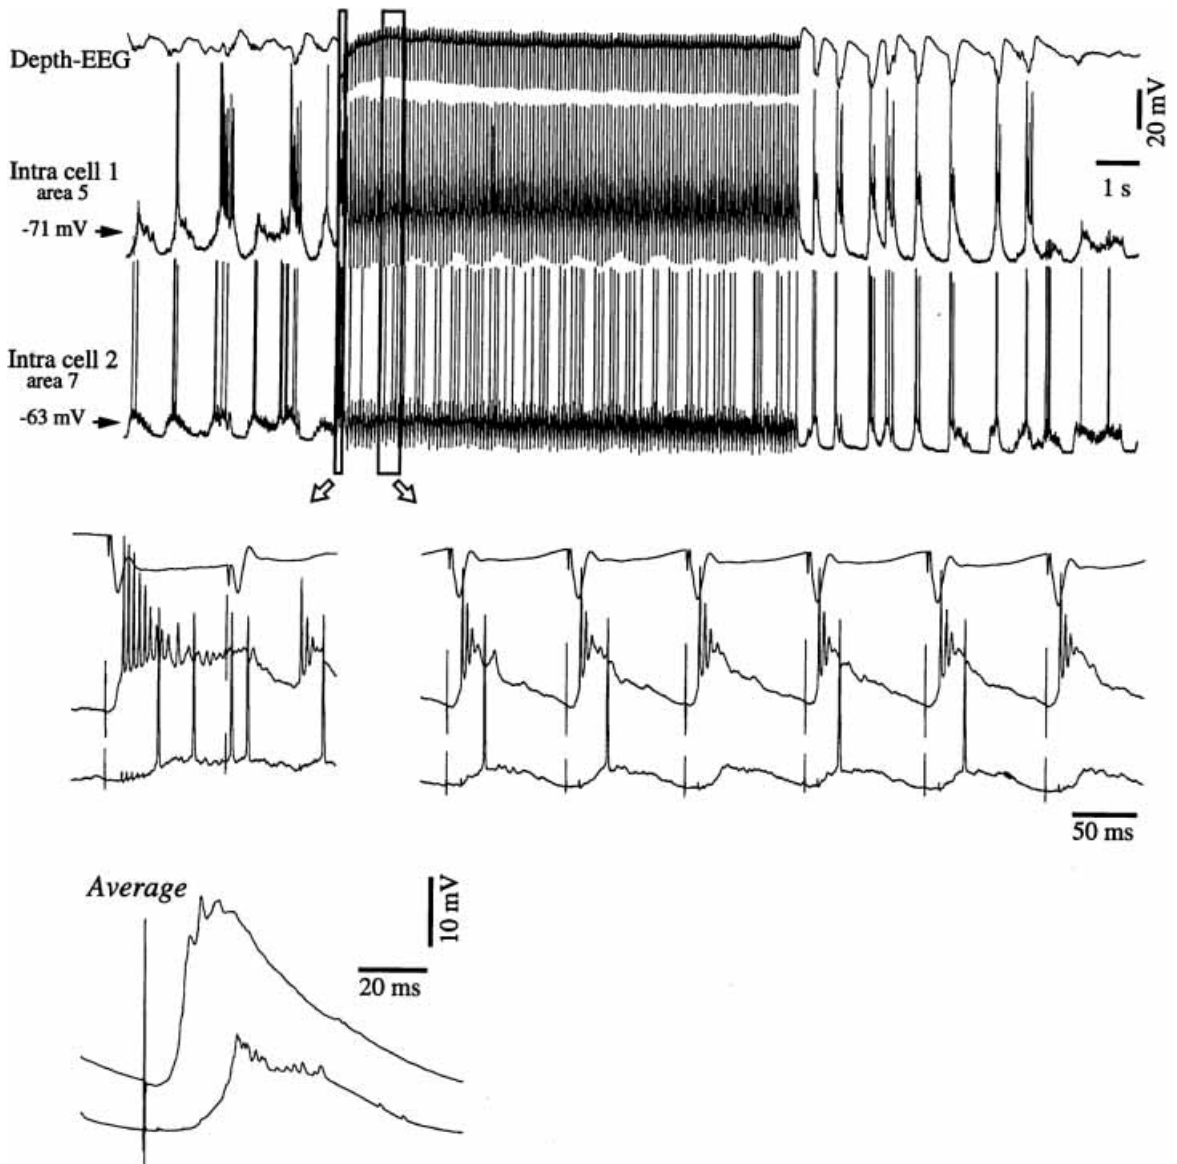 Depth-EEG
20 mV
Intra cell 1
area 5
1 s
-71 mV
Intra cell 2
area 7
-63 mV
50 ms
Average
10 mV
20 ms